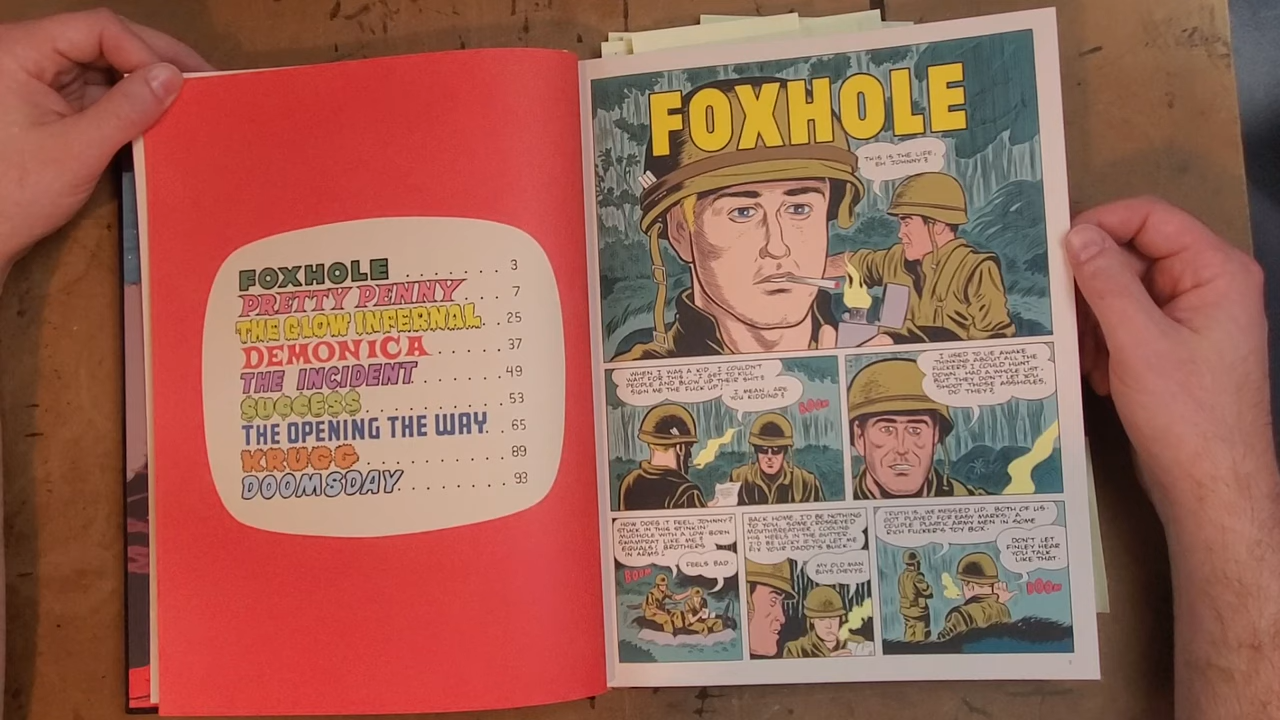 FOXHOLE . . . . . . . . 3
PRETTY PENNY . . 7
THE GLOW INFERNAL . . 25
DEMONICA . . . . . . 37
THE INCIDENT . . . . . . . 49
SUCCESS . . . . . . . . . . . 53
THE OPENING THE WAY . . 65
KRUGG . . . . . . . . . . . 89
DOOMSDAY . . . . . . . . . 93
FOXHOLE
THIS IS THE LIFE,
EH JOHNNY?
WHEN I WAS A KID, I COULDN'T
WAIT FOR THIS. "I GET TO KILL
PEOPLE AND BLOW UP THEIR SHIT?
SIGN ME THE FUCK UP."
I MEAN, ARE
YOU KIDDING?
BOOM
I USED TO LIE AWAKE
THINKING ABOUT ALL THE
FUCKERS I COULD HUNT
DOWN. HAD A WHOLE LIST.
BUT THEY DON'T LET YOU
SHOOT THOSE ASSHOLES,
DO THEY?
HOW DOES IT FEEL, JOHNNY?
STUCK IN THIS STINKIN'
MUDHOLE WITH A LOW-BORN
SWAMPRAT LIKE ME?
EQUALS! BROTHERS
IN ARMS!
FEELS BAD.
BOOM
BACK HOME, I'D BE NOTHING
TO YOU. SOME CROSSEYED
MOUTHBREATHER, COOLING
HIS HEELS IN THE GUTTER.
I'D BE LUCKY IF YOU LET ME
FIX YOUR DADDY'S BUICK.
MY OLD MAN
BUYS CHEVYS.
TRUTH IS, WE MESSED UP. BOTH OF US.
GOT PLAYED FOR EASY MARKS; A
COUPLE PLASTIC ARMY MEN IN SOME
RICH FUCKER'S TOY BOX.
DON'T LET
FINLEY HEAR
YOU TALK
LIKE THAT.
BOOM